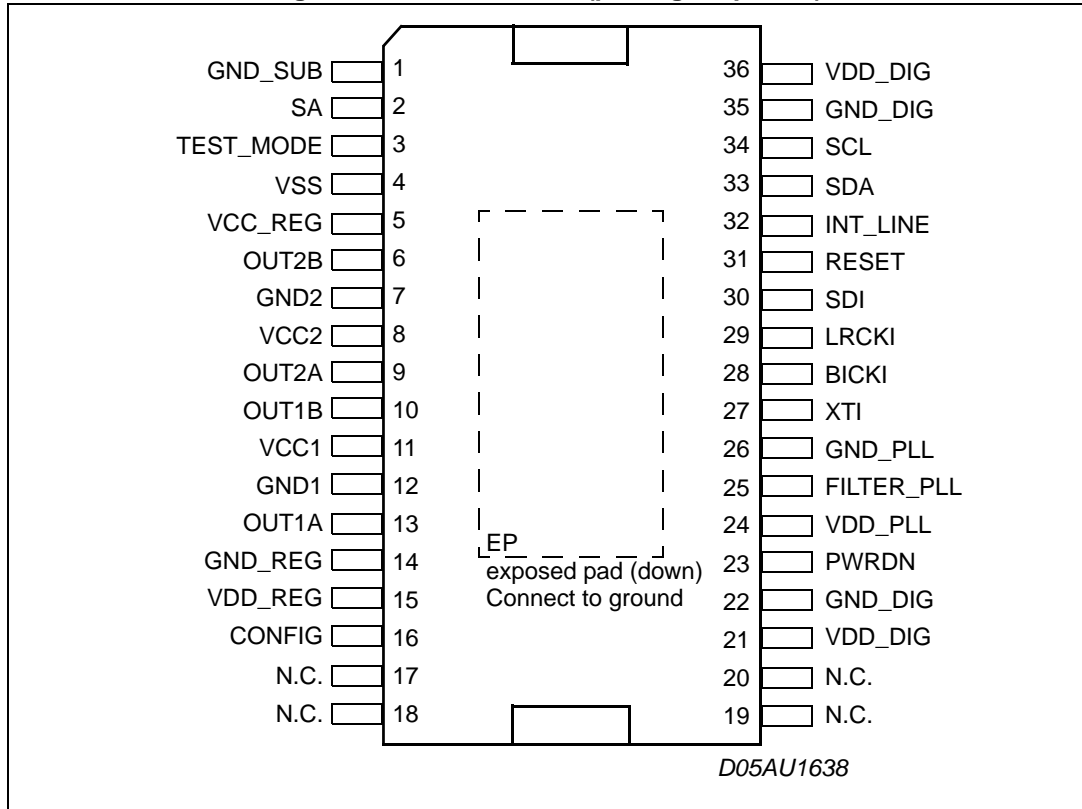 GND_SUB 1 36 VDD_DIG
SA 2 35 GND_DIG
TEST_MODE 3 34 SCL
VSS 4 33 SDA
VCC_REG 5 32 INT_LINE
OUT2B 6 31 RESET
GND2 7 30 SDI
VCC2 8 29 LRCKI
OUT2A 9 28 BICKI
OUT1B 10 27 XTI
VCC1 11 26 GND_PLL
GND1 12 25 FILTER_PLL
OUT1A 13 24 VDD_PLL
GND_REG 14 23 PWRDN
VDD_REG 15 22 GND_DIG
CONFIG 16 21 VDD_DIG
N.C. 17 20 N.C.
N.C. 18 19 N.C.
EP
exposed pad (down)
Connect to ground
D05AU1638